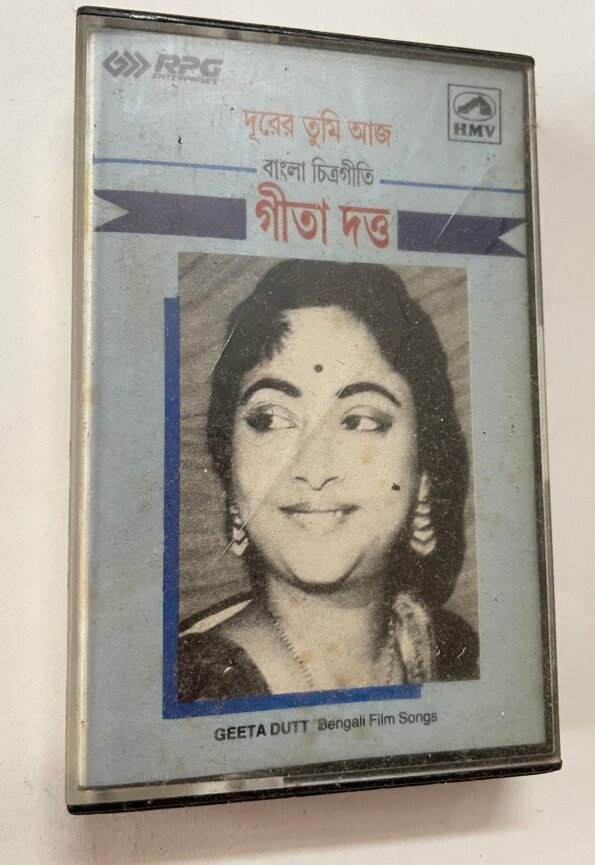 RPG
ENTERPRISES
HMV
দূরের তুমি আজ
বাংলা চিত্রগীতি
গীতা দত্ত
GEETA DUTT Bengali Film Songs